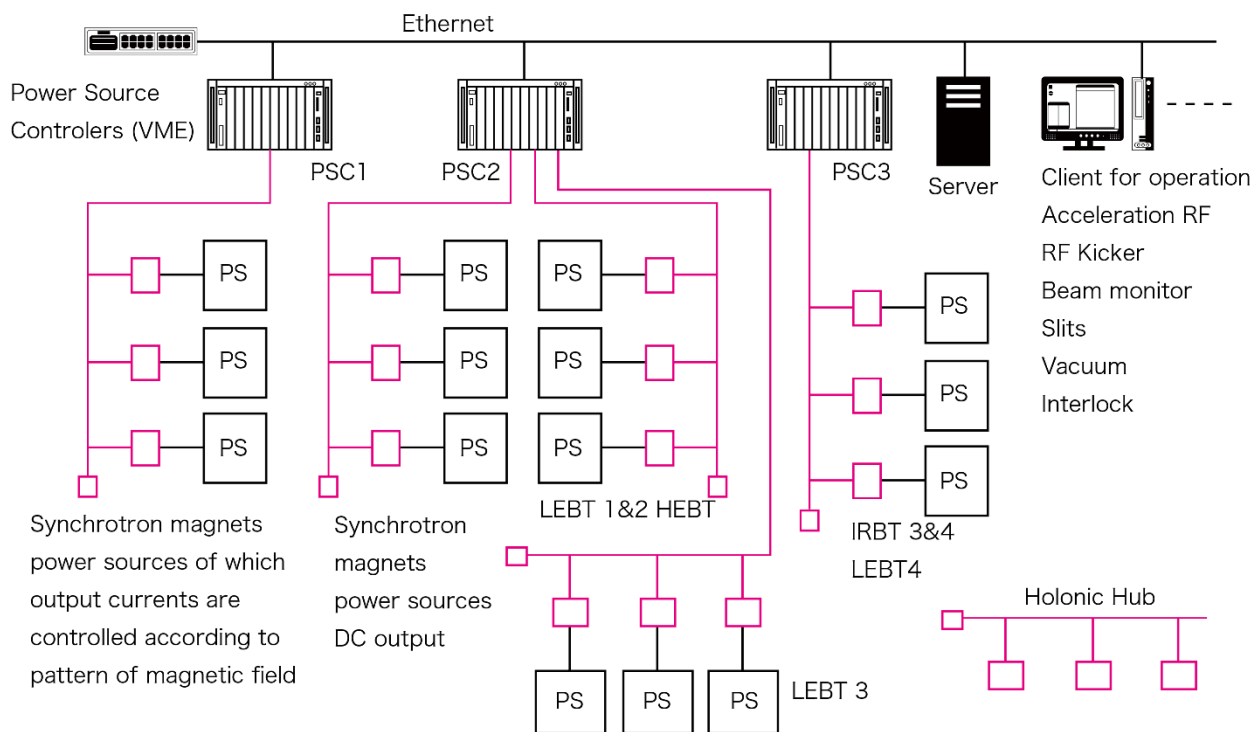 Ethernet
Power Source
Controlers (VME)
PSC1
PSC2
PSC3
Server
Client for operation
Acceleration RF
RF Kicker
Beam monitor
Slits
Vacuum
Interlock
PS
PS
PS
PS
PS
PS
PS
PS
PS
PS
PS
PS
Synchrotron magnets
power sources of which
output currents are
controlled according to
pattern of magnetic field
Synchrotron
magnets
power sources
DC output
LEBT 1&2 HEBT
IRBT 3&4
LEBT4
PS
PS
PS
LEBT 3
Holonic Hub